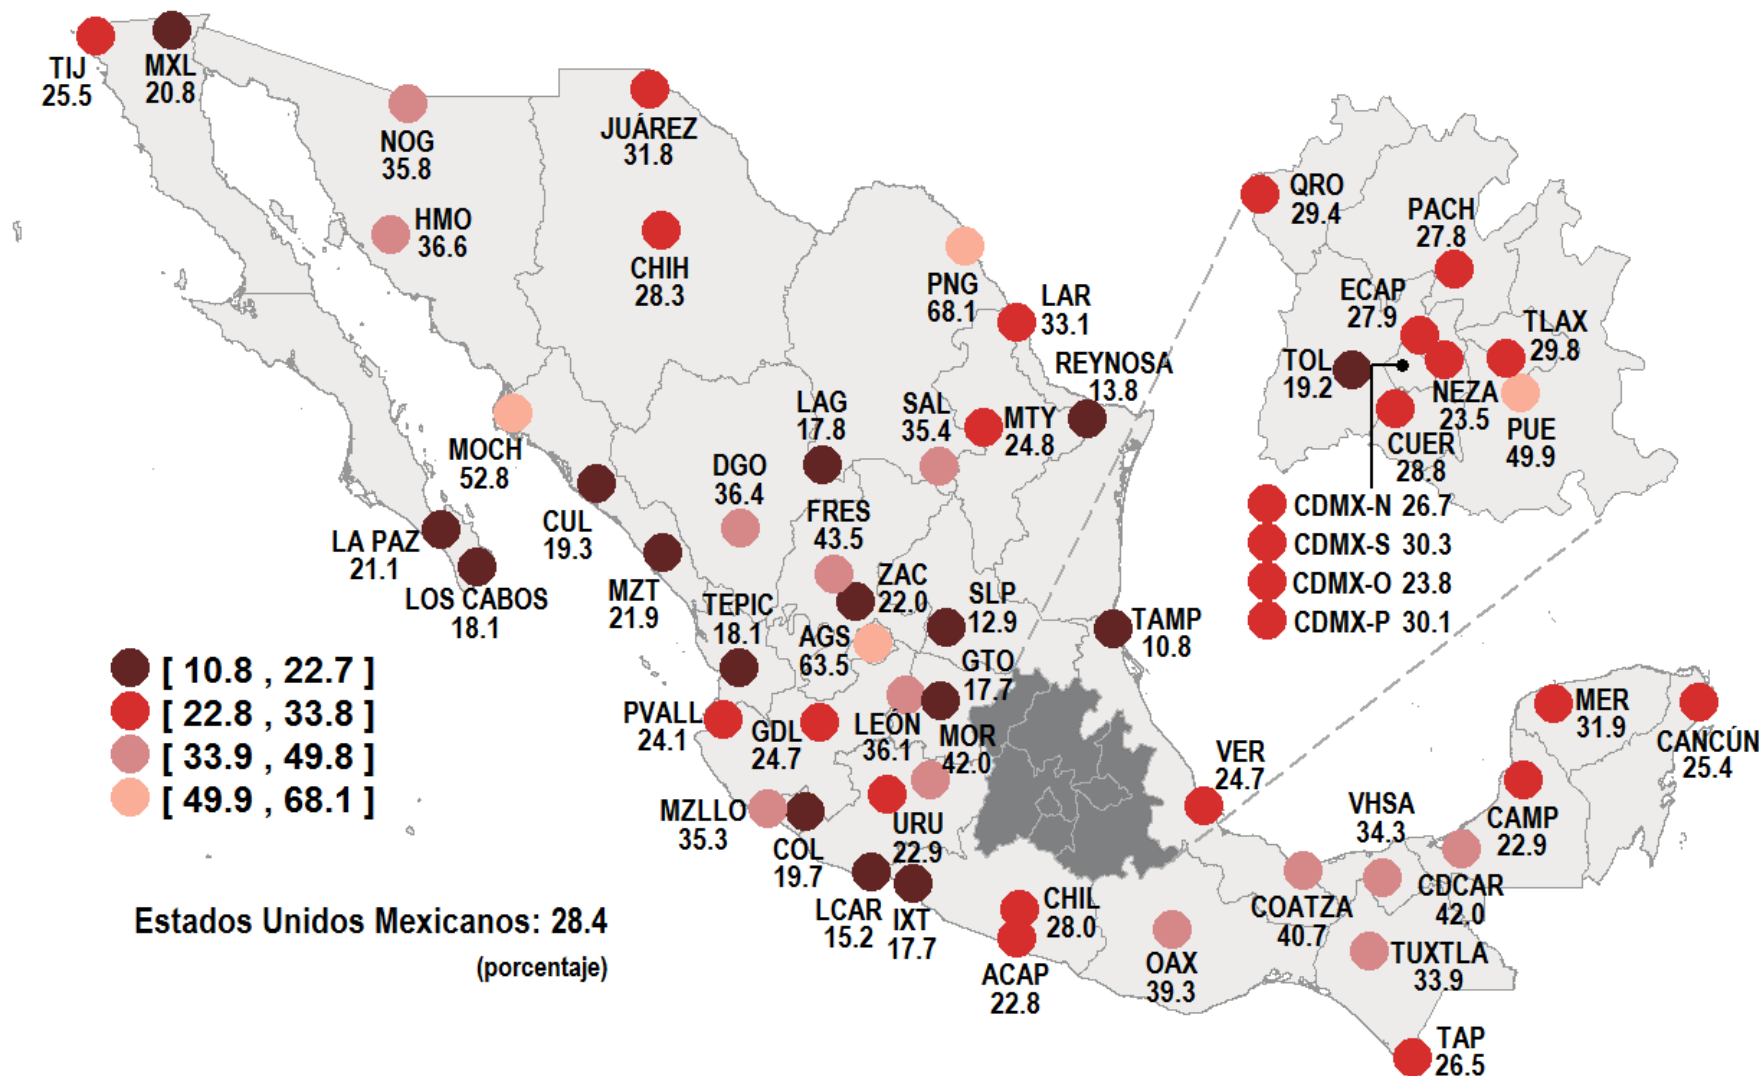 TIJ
25.5
MXL
20.8
NOG
35.8
JUÁREZ
31.8
HMO
36.6
CHIH
28.3
PNG
68.1
LAR
33.1
REYNOSA
13.8
LAG
17.8
SAL
35.4
MTY
24.8
MOCH
52.8
DGO
36.4
FRES
43.5
CUL
19.3
LA PAZ
21.1
LOS CABOS
18.1
MZT
21.9
TEPIC
18.1
ZAC
22.0
SLP
12.9
TAMP
10.8
AGS
63.5
GTO
17.7
PVALL
24.1
GDL
24.7
LEÓN
36.1
MOR
42.0
MZLLO
35.3
COL
19.7
URU
22.9
LCAR
15.2
IXT
17.7
CHIL
28.0
ACAP
22.8
OAX
39.3
VER
24.7
COATZA
40.7
VHSA
34.3
CDCAR
42.0
CAMP
22.9
MER
31.9
CANCÚN
25.4
TUXTLA
33.9
TAP
26.5
QRO
29.4
PACH
27.8
ECAP
27.9
TLAX
29.8
TOL
19.2
NEZA
23.5
PUE
49.9
CUER
28.8
CDMX-N 26.7
CDMX-S 30.3
CDMX-O 23.8
CDMX-P 30.1
[ 10.8 , 22.7 ]
[ 22.8 , 33.8 ]
[ 33.9 , 49.8 ]
[ 49.9 , 68.1 ]
Estados Unidos Mexicanos: 28.4
(porcentaje)